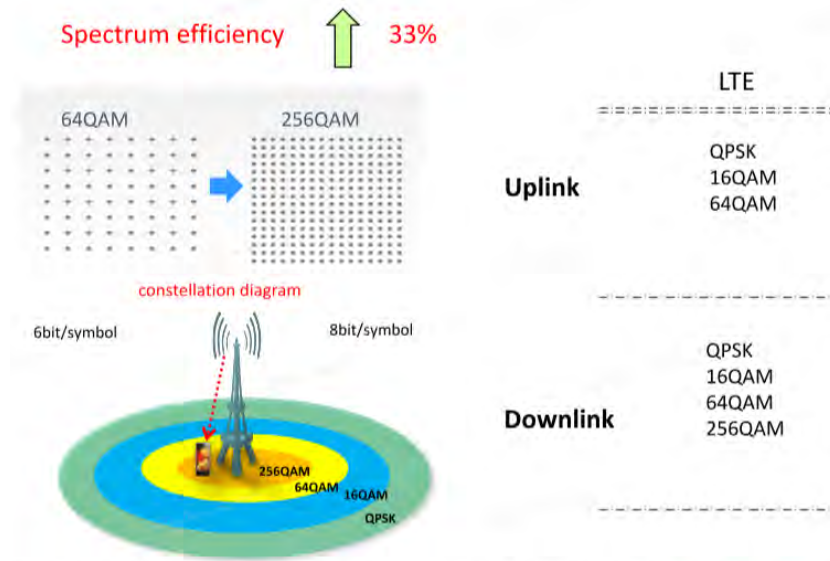 Spectrum efficiency 33%
64QAM 256QAM
constellation diagram
6bit/symbol 8bit/symbol
256QAM
64QAM
16QAM
QPSK
LTE
Uplink
QPSK
16QAM
64QAM
Downlink
QPSK
16QAM
64QAM
256QAM